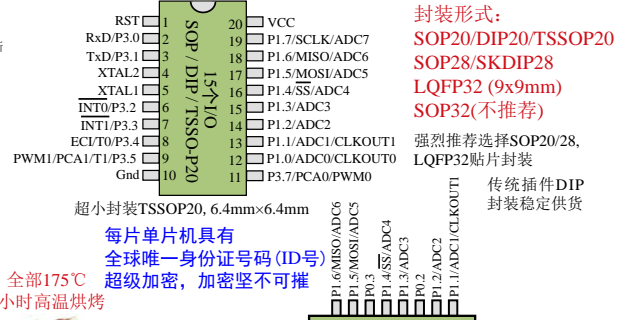 RST 1
RxD/P3.0 2
TxD/P3.1 3
XTAL2 4
XTAL1 5
INT0/P3.2 6
INT1/P3.3 7
ECI/T0/P3.4 8
PWM1/PCA1/T1/P3.5 9
Gnd 10
SOP / DIP / TSSO-P20
15个I/O
20 VCC
19 P1.7/SCLK/ADC7
18 P1.6/MISO/ADC6
17 P1.5/MOSI/ADC5
16 P1.4/SS/ADC4
15 P1.3/ADC3
14 P1.2/ADC2
13 P1.1/ADC1/CLKOUT1
12 P1.0/ADC0/CLKOUT0
11 P3.7/PCA0/PWM0
封装形式:
SOP20/DIP20/TSSOP20
SOP28/SKDIP28
LQFP32 (9x9mm)
SOP32(不推荐)
强烈推荐选择SOP20/28,
LQFP32贴片封装
传统插件DIP
封装稳定供货
超小封装TSSOP20, 6.4mm×6.4mm
每片单片机具有
全球唯一身份证号码(ID号)
超级加密，加密坚不可摧
全部175℃
小时高温烘烤
P1.6/MISO/ADC6
P1.5/MOSI/ADC5
P0.3
P1.4/SS/ADC4
P1.3/ADC3
P0.2
P1.2/ADC2
P1.1/ADC1/CLKOUT1